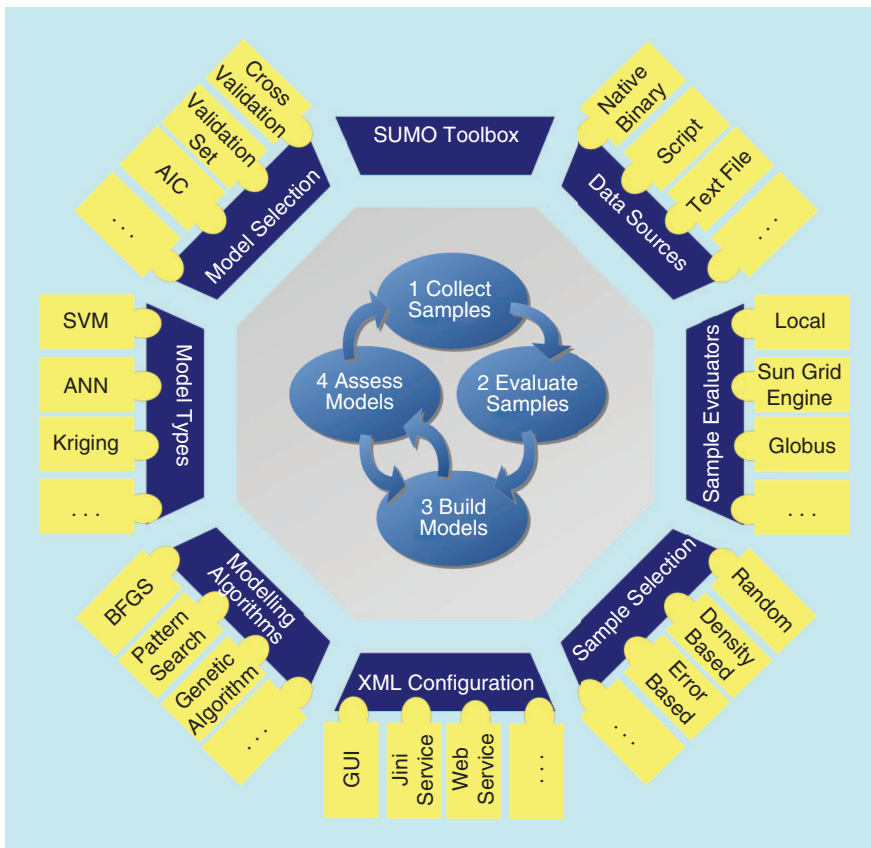 SUMO Toolbox
Native
Binary
Script
Text File
. . .
Data Sources
Local
Sun Grid
Engine
Globus
. . .
Sample Evaluators
Random
Density
Based
Error
Based
. . .
Sample Selection
XML Configuration
GUI
Jini
Service
Web
Service
. . .
Modelling
Algorithms
BFGS
Pattern
Search
Genetic
Algorithm
. . .
Model Types
SVM
ANN
Kriging
. . .
Model Selection
Cross
Validation
Validation
Set
AIC
. . .
1 Collect
Samples
2 Evaluate
Samples
3 Build
Models
4 Assess
Models